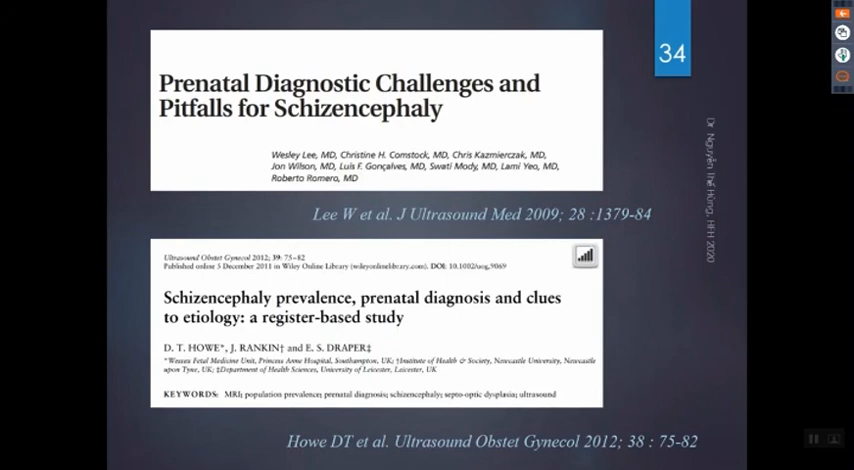 34
Prenatal Diagnostic Challenges and
Pitfalls for Schizencephaly
Wesley Lee, MD, Christine H. Comstock, MD, Chris Kazmierczak, MD,
Jon Wilson, MD, Luís F. Gonçalves, MD, Swati Mody, MD, Lami Yeo, MD,
Roberto Romero, MD
Lee W et al. J Ultrasound Med 2009; 28 :1379-84
Ultrasound Obstet Gynecol 2012; 39: 75–82
Published online 5 December 2011 in Wiley Online Library (wileyonlinelibrary.com). DOI: 10.1002/uog.9069
Schizencephaly prevalence, prenatal diagnosis and clues
to etiology: a register-based study
D. T. HOWE*, J. RANKIN† and E. S. DRAPER‡
*Wessex Fetal Medicine Unit, Princess Anne Hospital, Southampton, UK; †Institute of Health & Society, Newcastle University, Newcastle
upon Tyne, UK; ‡Department of Health Sciences, University of Leicester, Leicester, UK
KEYWORDS: MRI; population prevalence; prenatal diagnosis; schizencephaly; septo-optic dysplasia; ultrasound
Howe DT et al. Ultrasound Obstet Gynecol 2012; 38 : 75-82
Dr Nguyễn Thế Hùng, HFH 2020